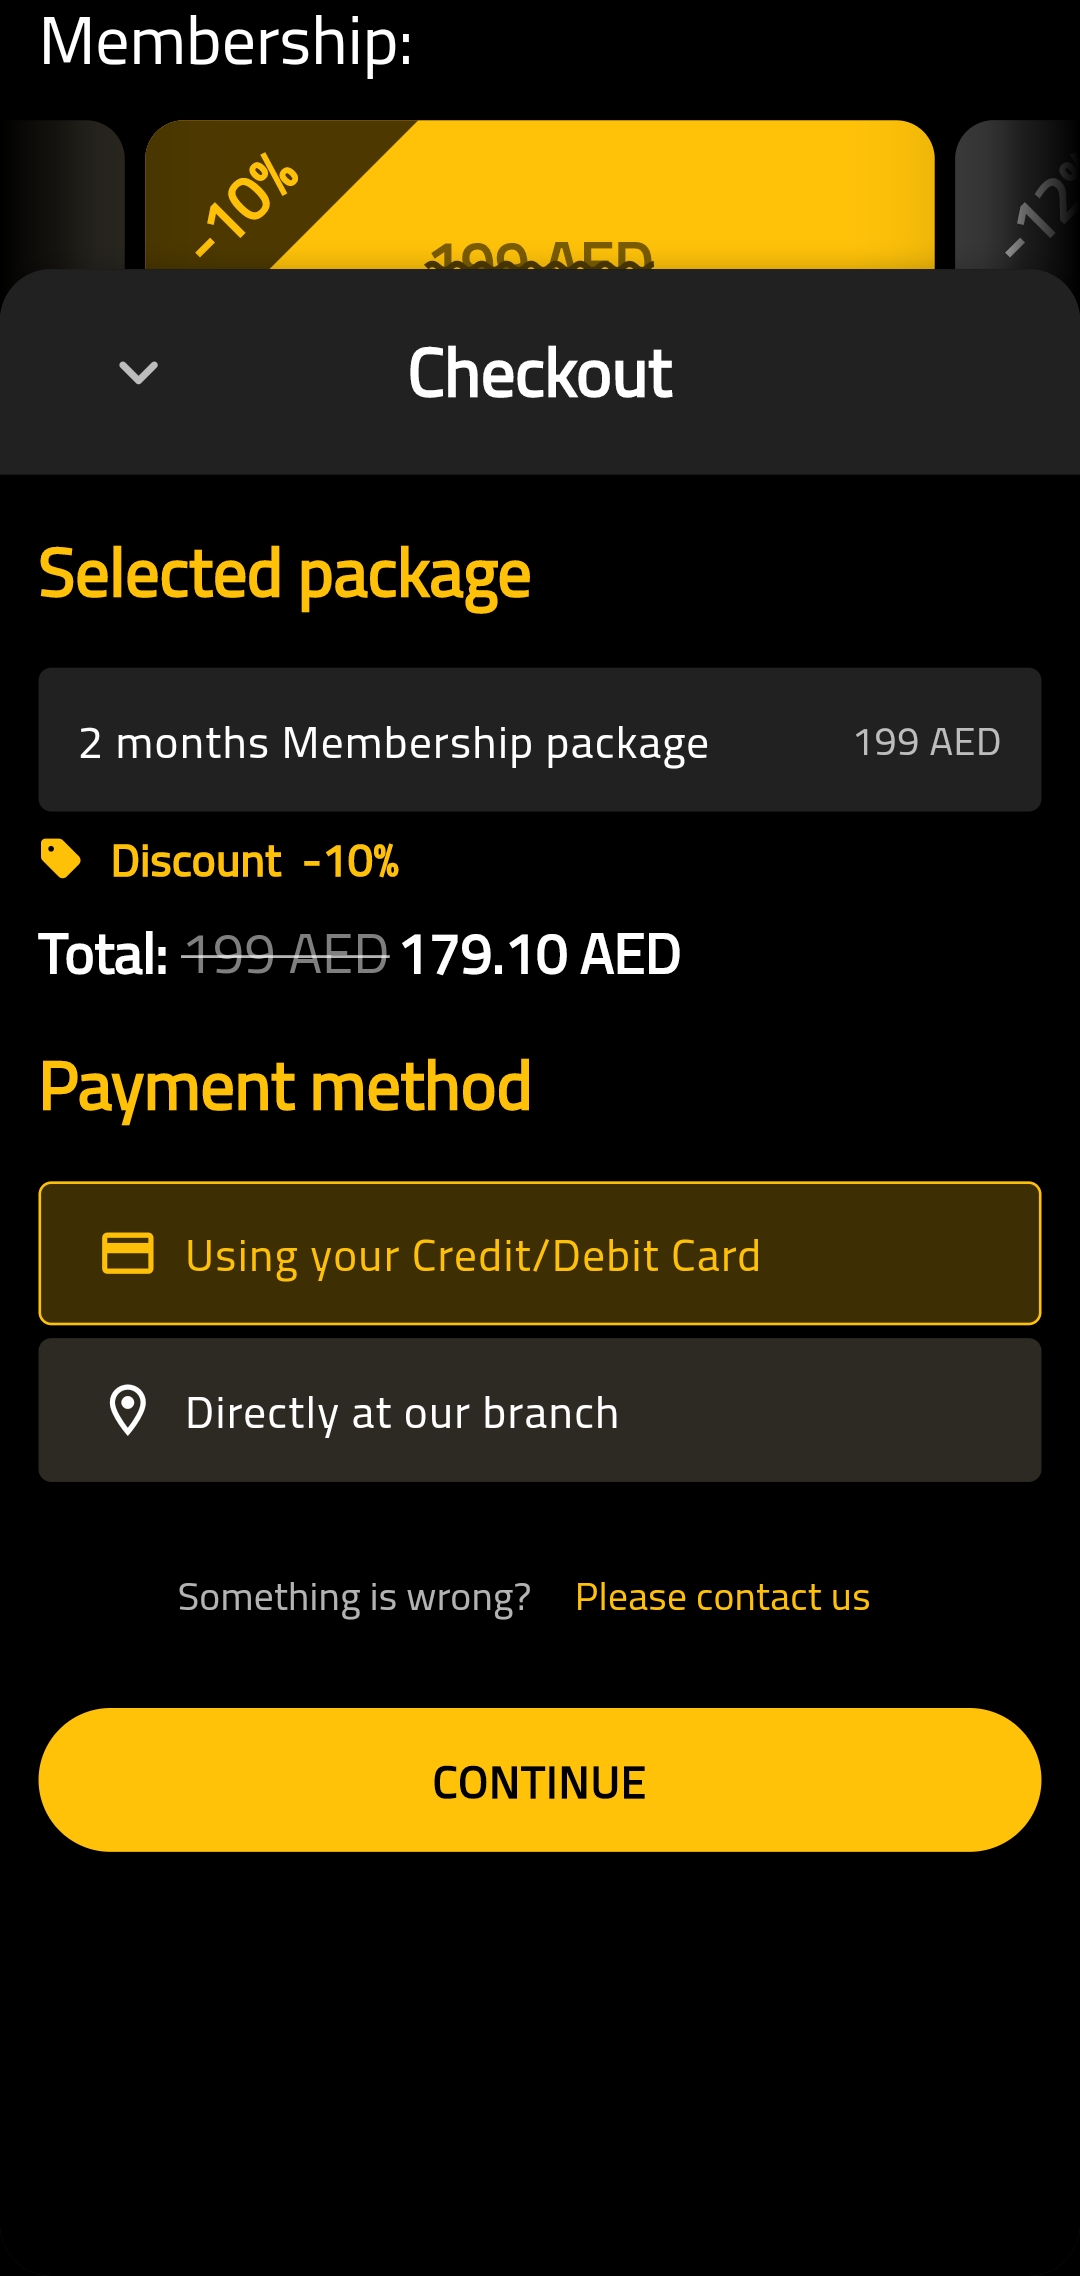 Membership:
-10%
199 AED
-12%
Checkout
Selected package
2 months Membership package 199 AED
Discount -10%
Total: 199 AED 179.10 AED
Payment method
Using your Credit/Debit Card
Directly at our branch
Something is wrong? Please contact us
CONTINUE